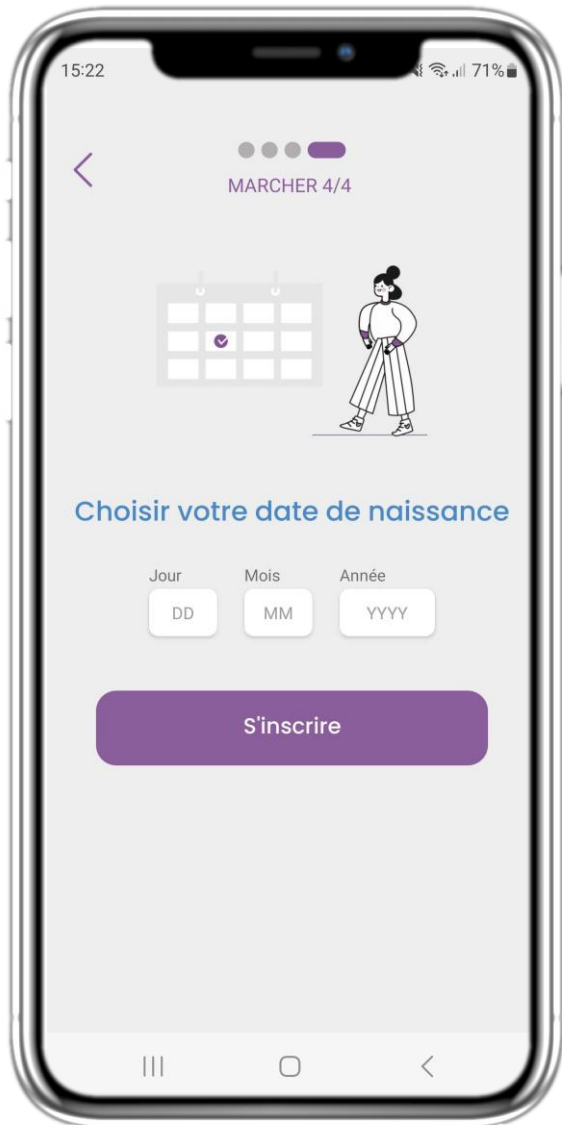 15:22
71%
MARCHER 4/4
Choisir votre date de naissance
Jour Mois Année
DD MM YYYY
S'inscrire